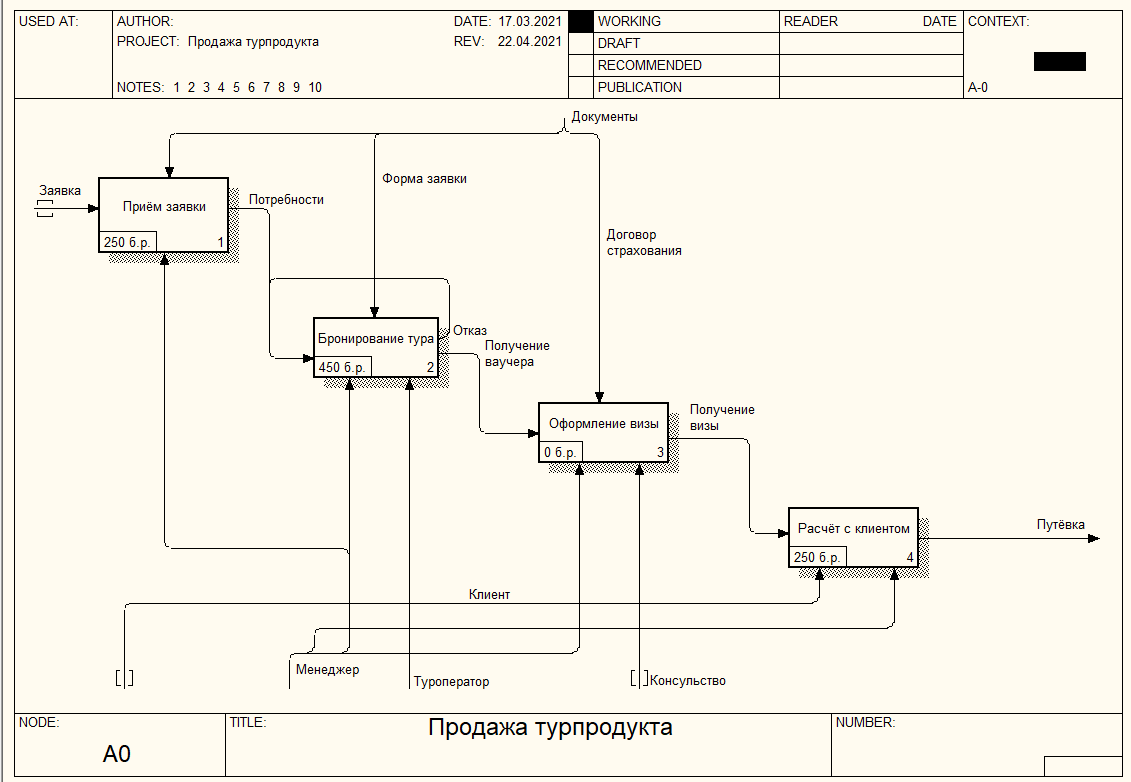 USED AT:
AUTHOR:
DATE: 17.03.2021
PROJECT: Продажа турпродукта
REV: 22.04.2021
NOTES: 1 2 3 4 5 6 7 8 9 10
WORKING
DRAFT
RECOMMENDED
PUBLICATION
READER
DATE
CONTEXT:
A-0
Документы
Форма заявки
Заявка
Приём заявки
250 б.р.
1
Потребности
Договор
страхования
Бронирование тура
450 б.р.
2
Отказ
Получение
ваучера
Оформление визы
0 б.р.
3
Получение
визы
Расчёт с клиентом
250 б.р.
4
Путёвка
Клиент
Менеджер
Туроператор
Консульство
NODE:
A0
TITLE:
Продажа турпродукта
NUMBER: